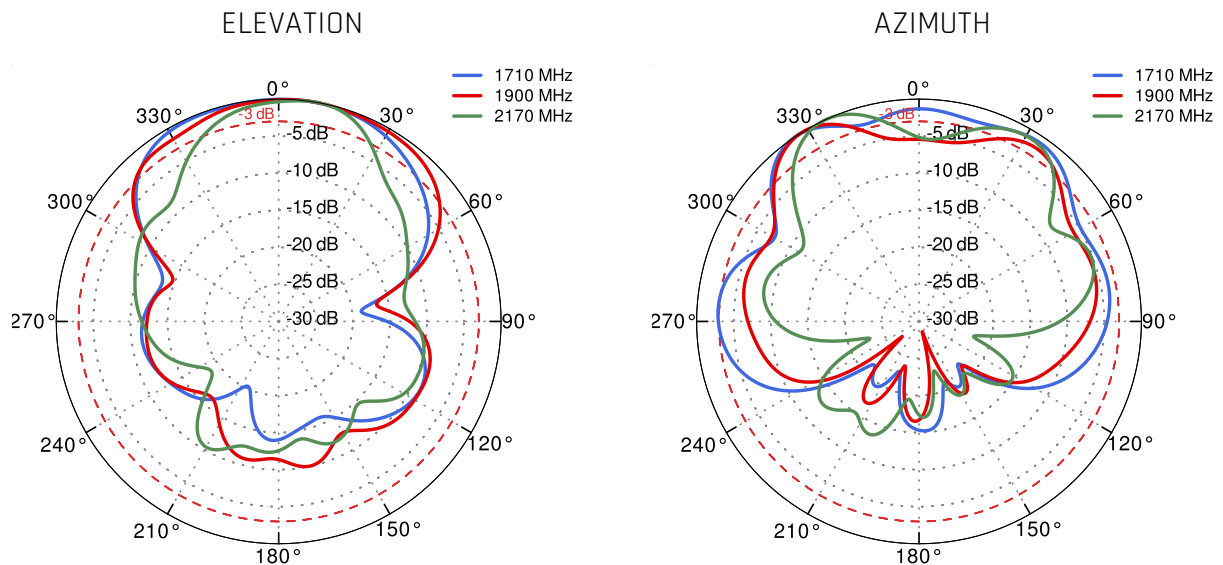 ELEVATION
1710 MHz
1900 MHz
2170 MHz
0°
-3 dB
330°
30°
-5 dB
-10 dB
300°
60°
-15 dB
-20 dB
-25 dB
-30 dB
270°
90°
240°
120°
210°
150°
180°
AZIMUTH
1710 MHz
1900 MHz
2170 MHz
0°
-3 dB
330°
30°
-5 dB
-10 dB
300°
60°
-15 dB
-20 dB
-25 dB
-30 dB
270°
90°
240°
120°
210°
150°
180°